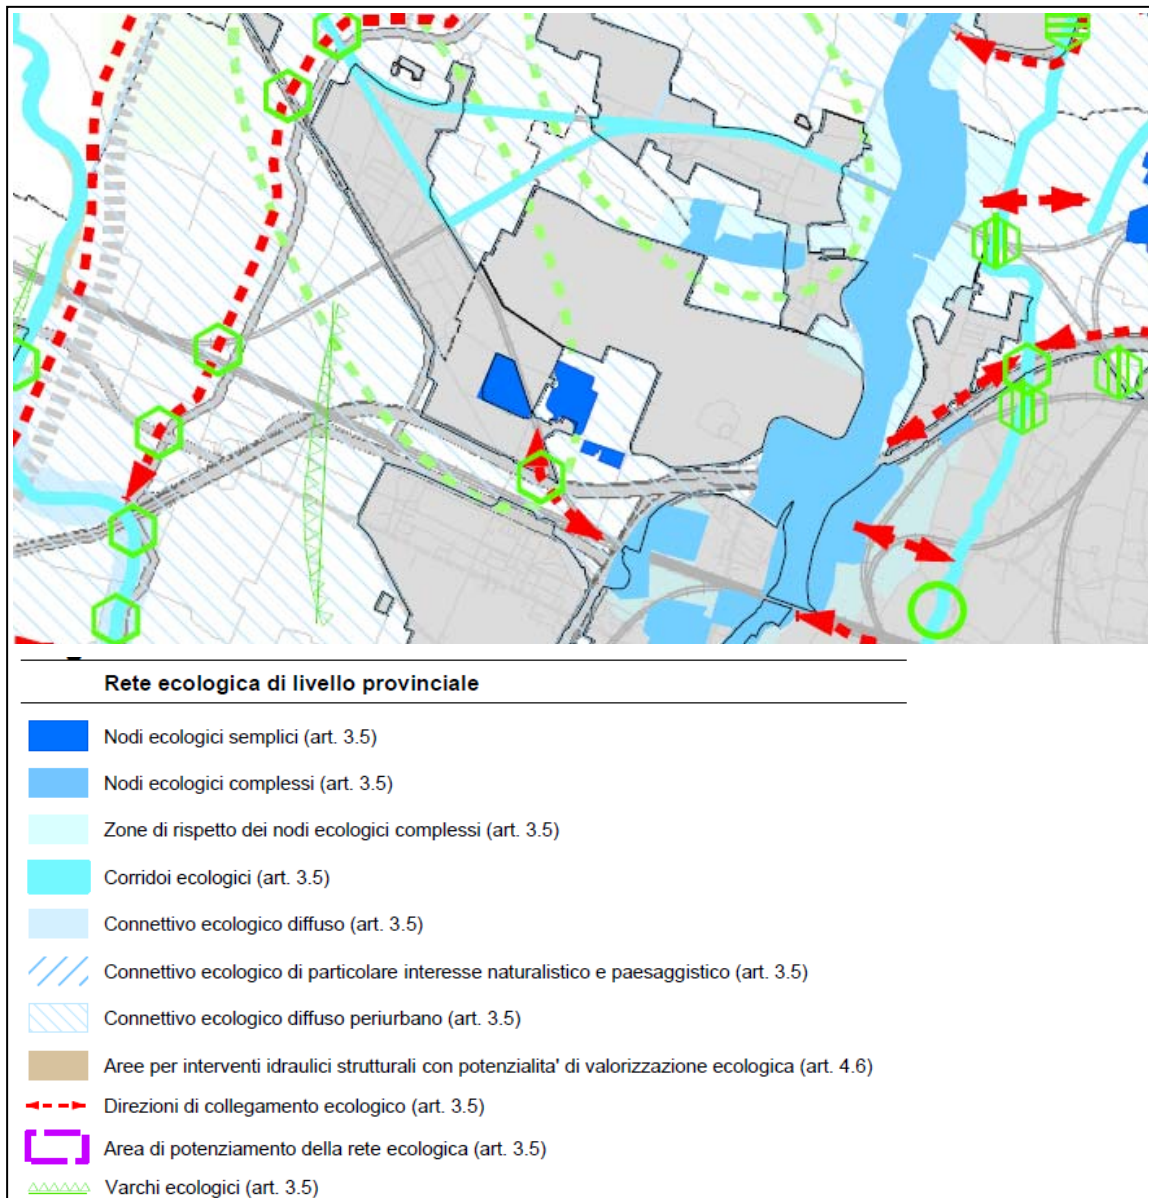 Rete ecologica di livello provinciale
Nodi ecologici semplici (art. 3.5)
Nodi ecologici complessi (art. 3.5)
Zone di rispetto dei nodi ecologici complessi (art. 3.5)
Corridoi ecologici (art. 3.5)
Connettivo ecologico diffuso (art. 3.5)
Connettivo ecologico di particolare interesse naturalistico e paesaggistico (art. 3.5)
Connettivo ecologico diffuso periurbano (art. 3.5)
Aree per interventi idraulici strutturali con potenzialita' di valorizzazione ecologica (art. 4.6)
Direzioni di collegamento ecologico (art. 3.5)
Area di potenziamento della rete ecologica (art. 3.5)
Varchi ecologici (art. 3.5)